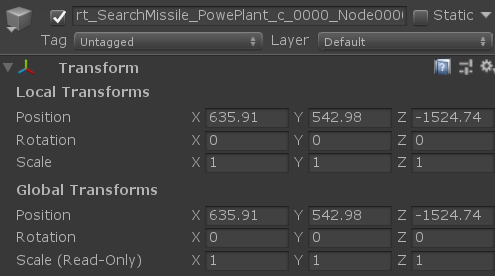 rt_SearchMissile_PowePlant_c_0000_Node000 Static
Tag Untagged Layer Default
Transform
Local Transforms
Position X 635.91 Y 542.98 Z -1524.74
Rotation X 0 Y 0 Z 0
Scale X 1 Y 1 Z 1
Global Transforms
Position X 635.91 Y 542.98 Z -1524.74
Rotation X 0 Y 0 Z 0
Scale (Read-Only) X 1 Y 1 Z 1